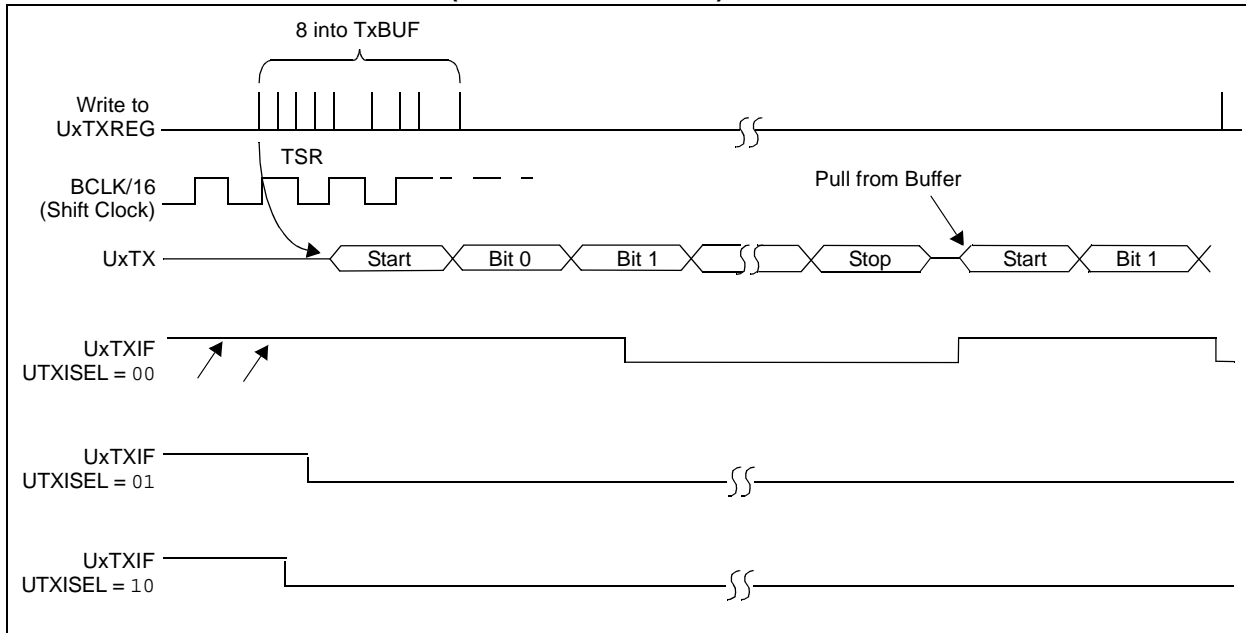 8 into TxBUF
Write to
UxTXREG
TSR
BCLK/16
(Shift Clock)
Pull from Buffer
UxTX
Start
Bit 0
Bit 1
Stop
Start
Bit 1
UxTXIF
UTXISEL = 00
UxTXIF
UTXISEL = 01
UxTXIF
UTXISEL = 10